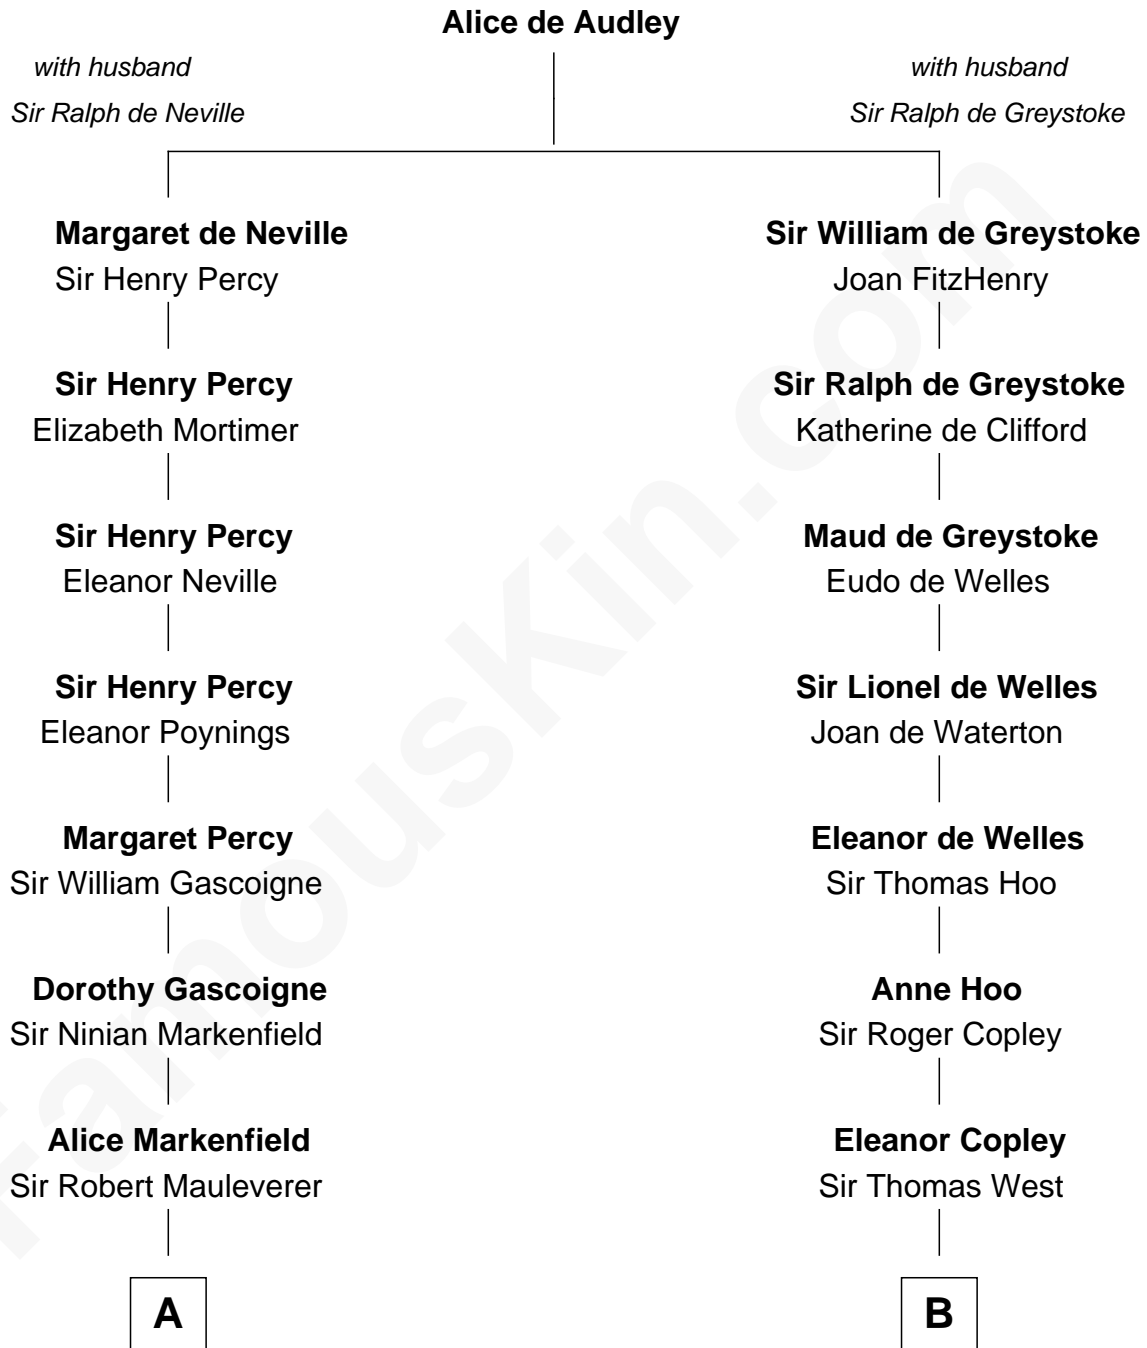 Alice de Audley
with husband
Sir Ralph de Neville
with husband
Sir Ralph de Greystoke
Margaret de Neville
Sir Henry Percy
Sir William de Greystoke
Joan FitzHenry
Sir Henry Percy
Elizabeth Mortimer
Sir Ralph de Greystoke
Katherine de Clifford
Sir Henry Percy
Eleanor Neville
Maud de Greystoke
Eudo de Welles
Sir Henry Percy
Eleanor Poynings
Sir Lionel de Welles
Joan de Waterton
Margaret Percy
Sir William Gascoigne
Eleanor de Welles
Sir Thomas Hoo
Dorothy Gascoigne
Sir Ninian Markenfield
Anne Hoo
Sir Roger Copley
Alice Markenfield
Sir Robert Mauleverer
Eleanor Copley
Sir Thomas West
A
B
FamousKin.com